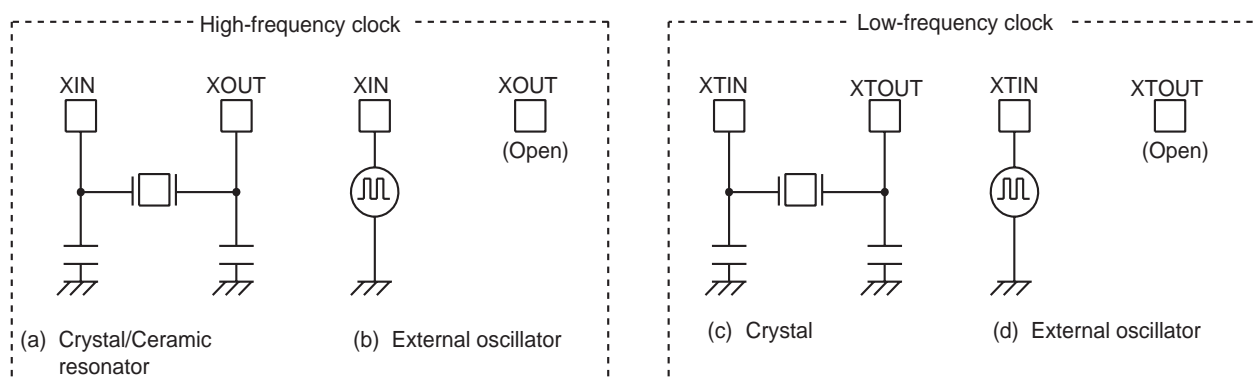 High-frequency clock
XIN
XOUT
XIN
XOUT
(Open)
(a) Crystal/Ceramic
resonator
(b) External oscillator
Low-frequency clock
XTIN
XTOUT
XTIN
XTOUT
(Open)
(c) Crystal
(d) External oscillator